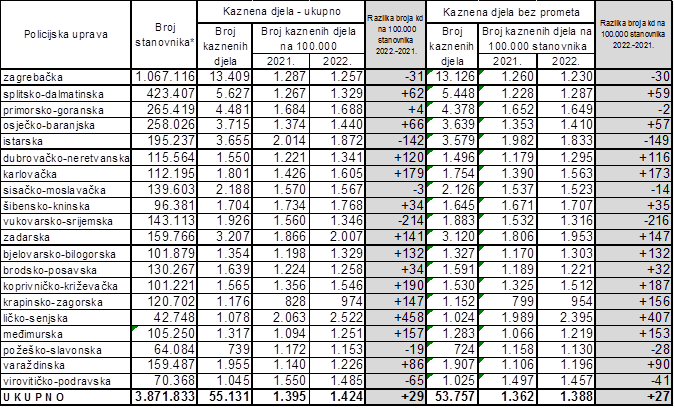 Policijska uprava Broj stanovnika* Kaznena djela - ukupno Razlika broja kd na 100.000 stanovnika 2022.-2021. Kaznena djela bez prometa Razlika broja kd na 100.000 stanovnika 2022.-2021.
Broj kaznenih djela Broj kaznenih djela na 100.000 Broj kaznenih djela Broj kaznenih djela na 100.000 stanovnika
2021. 2022. 2021. 2022.
zagrebačka 1.067.116 13.409 1.287 1.257 -31 13.126 1.260 1.230 -30
splitsko-dalmatinska 423.407 5.627 1.267 1.329 +62 5.448 1.228 1.287 +59
primorsko-goranska 265.419 4.481 1.684 1.688 +4 4.378 1.652 1.649 -2
osječko-baranjska 258.026 3.715 1.374 1.440 +66 3.639 1.353 1.410 +57
istarska 195.237 3.655 2.014 1.872 -142 3.579 1.982 1.833 -149
dubrovačko-neretvanska 115.564 1.550 1.221 1.341 +120 1.496 1.179 1.295 +116
karlovačka 112.195 1.801 1.426 1.605 +179 1.754 1.390 1.563 +173
sisačko-moslavačka 139.603 2.188 1.570 1.567 -3 2.126 1.537 1.523 -14
šibensko-kninska 96.381 1.704 1.734 1.768 +34 1.645 1.671 1.707 +35
vukovarsko-srijemska 143.113 1.926 1.560 1.346 -214 1.883 1.532 1.316 -216
zadarska 159.766 3.207 1.866 2.007 +141 3.120 1.806 1.953 +147
bjelovarsko-bilogorska 101.879 1.354 1.198 1.329 +132 1.327 1.170 1.303 +132
brodsko-posavska 130.267 1.639 1.224 1.258 +34 1.591 1.189 1.221 +32
koprivničko-križevačka 101.221 1.565 1.356 1.546 +190 1.530 1.325 1.512 +187
krapinsko-zagorska 120.702 1.176 828 974 +147 1.152 799 954 +156
ličko-senjska 42.748 1.078 2.063 2.522 +458 1.024 1.989 2.395 +407
međimurska 105.250 1.317 1.094 1.251 +157 1.283 1.066 1.219 +153
požeško-slavonska 64.084 739 1.172 1.153 -19 724 1.158 1.130 -28
varaždinska 159.487 1.955 1.140 1.226 +86 1.907 1.106 1.196 +90
virovitičko-podravska 70.368 1.045 1.550 1.485 -65 1.025 1.497 1.457 -41
UKUPNO 3.871.833 55.131 1.395 1.424 +29 53.757 1.362 1.388 +27